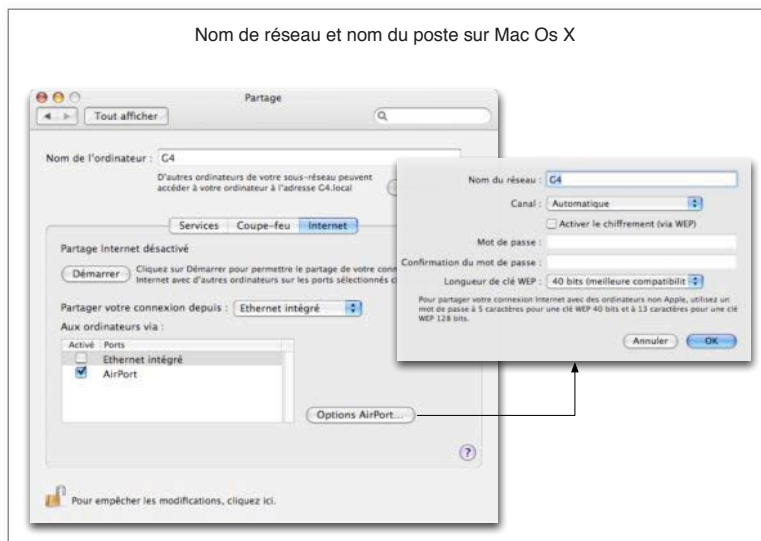 Nom de réseau et nom du poste sur Mac Os X
Partage
Tout afficher
Nom de l'ordinateur : G4
D'autres ordinateurs de votre sous-réseau peuvent
accéder à votre ordinateur à l'adresse G4.local
Services Coupe-feu Internet
Partage Internet désactivé
Démarrer
Cliquez sur Démarrer pour permettre le partage de votre conn
Internet avec d'autres ordinateurs sur les ports sélectionnés c
Partager votre connexion depuis : Ethernet intégré
Aux ordinateurs via :
Activé Ports
Ethernet intégré
AirPort
Options AirPort...
?
Pour empêcher les modifications, cliquez ici.
Nom du réseau : G4
Canal : Automatique
Activer le chiffrement (via WEP)
Mot de passe :
Confirmation du mot de passe :
Longueur de clé WEP : 40 bits (meilleure compatibilit
Pour partager votre connexion Internet avec des ordinateurs non Apple, utilisez un
mot de passe à 5 caractères pour une clé WEP 40 bits et à 13 caractères pour une clé
WEP 128 bits.
Annuler OK